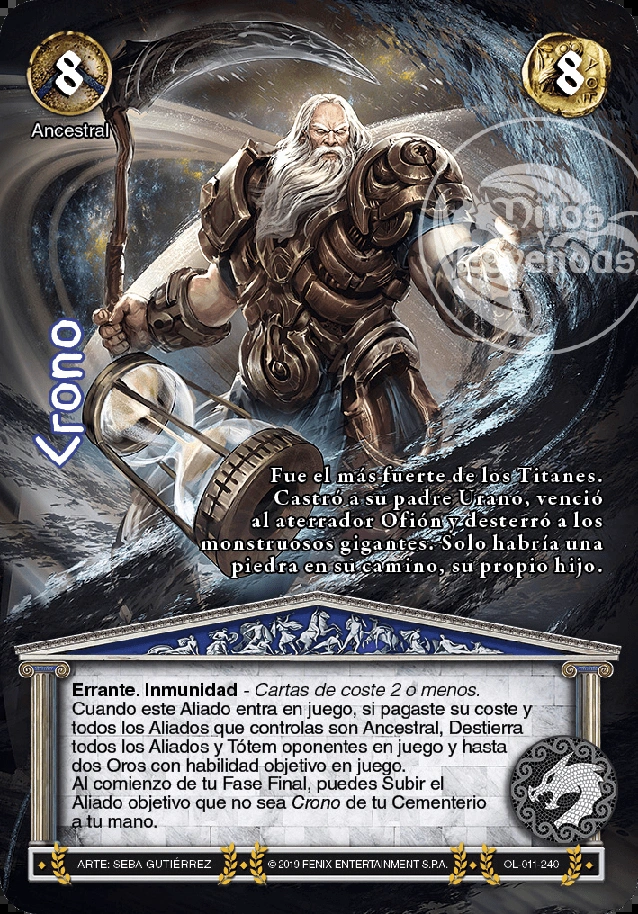 8
8
Ancestral
Mitos
y
Leyendas
Crono
Fue el más fuerte de los Titanes.
Castró a su padre Urano, venció
al aterrador Ofión y desterró a los
monstruosos gigantes. Solo habría una
piedra en su camino, su propio hijo.
Errante. Inmunidad - Cartas de coste 2 o menos.
Cuando este Aliado entra en juego, si pagaste su coste y
todos los Aliados que controlas son Ancestral, Destierra
todos los Aliados y Tótem oponentes en juego y hasta
dos Oros con habilidad objetivo en juego.
Al comienzo de tu Fase Final, puedes Subir el
Aliado objetivo que no sea Crono de tu Cementerio
a tu mano.
ARTE: SEBA GUTIÉRREZ
© 2019 FENIX ENTERTAINMENT S.P.A.
OL-011-240